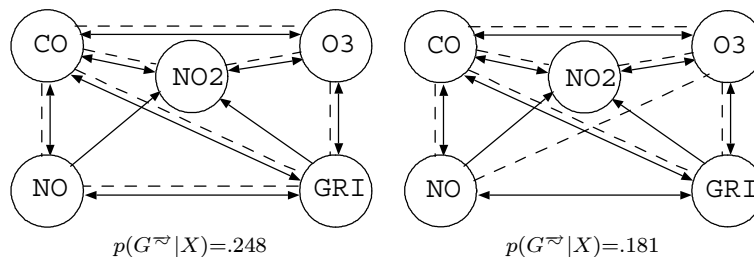 CO O3 CO O3
NO2 NO2
NO GRI NO GRI
p(G^⥲|X)=.248 p(G^⥲|X)=.181